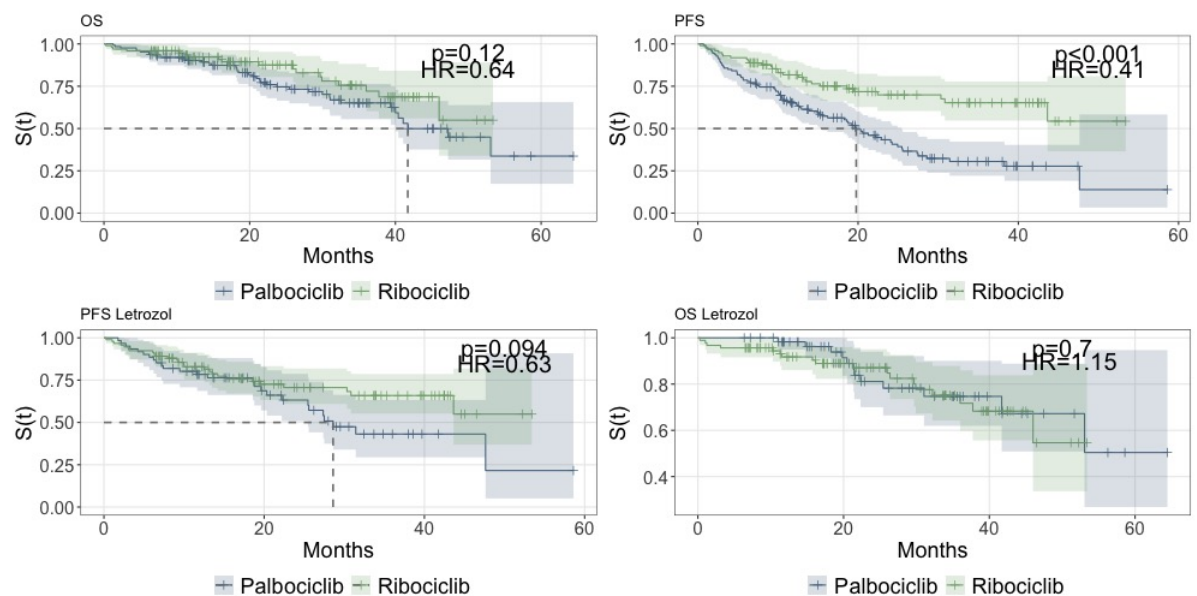 OS
1.00
0.75
0.50
0.25
0.00
S(t)
p=0.12
HR=0.64
0 20 40 60
Months
Palbociclib Ribociclib
PFS
1.00
0.75
0.50
0.25
0.00
S(t)
p<0.001
HR=0.41
0 20 40 60
Months
Palbociclib Ribociclib
PFS Letrozol
1.00
0.75
0.50
0.25
0.00
S(t)
p=0.094
HR=0.63
0 20 40 60
Months
Palbociclib Ribociclib
OS Letrozol
1.0
0.8
0.6
0.4
S(t)
p=0.7
HR=1.15
0 20 40 60
Months
Palbociclib Ribociclib